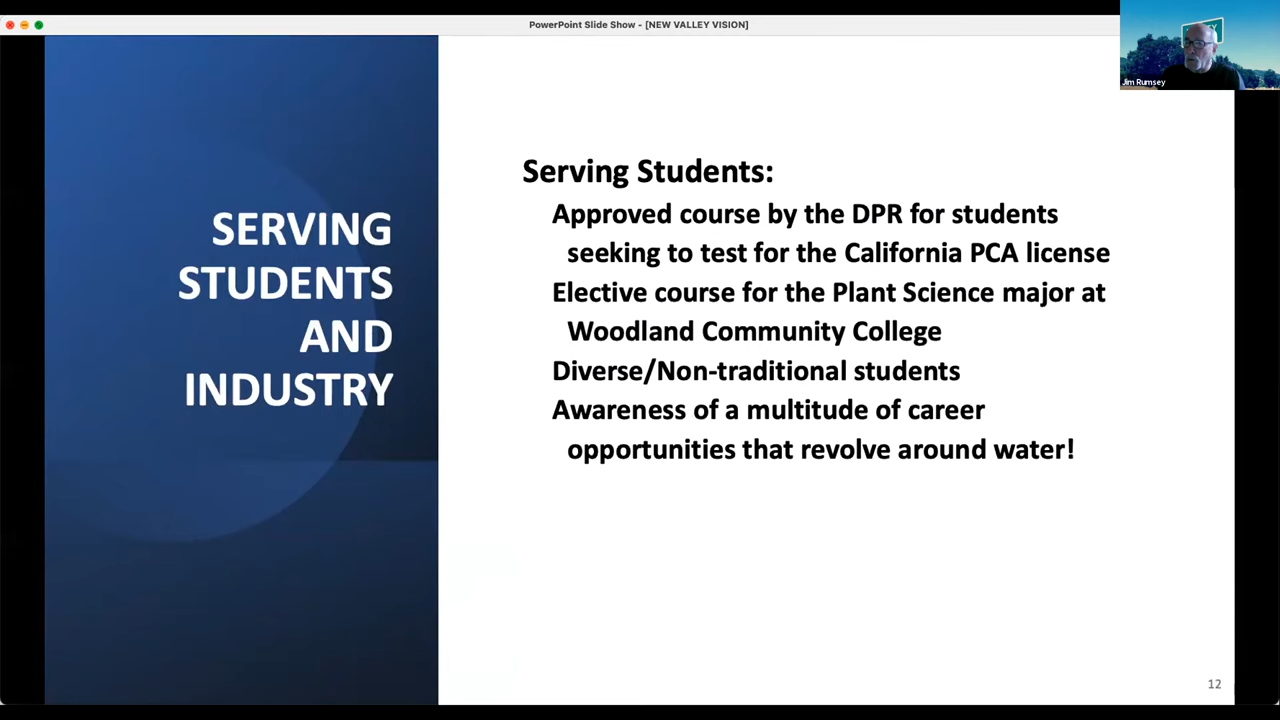 PowerPoint Slide Show - [NEW VALLEY VISION]
Jim Rumsey
SERVING
STUDENTS
AND
INDUSTRY
Serving Students:
Approved course by the DPR for students
seeking to test for the California PCA license
Elective course for the Plant Science major at
Woodland Community College
Diverse/Non-traditional students
Awareness of a multitude of career
opportunities that revolve around water!
12